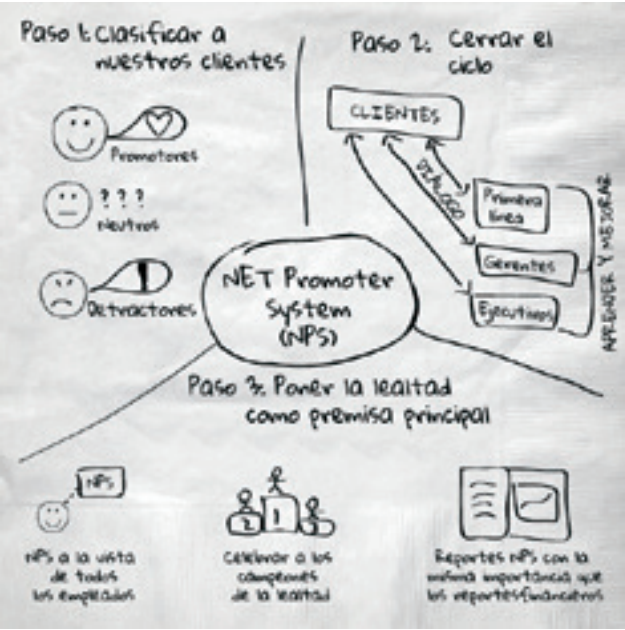 Paso 1: Clasificar a
nuestros clientes
Promotores
???
Neutros
Detractores
Paso 2: Cerrar el
ciclo
CLIENTES
DIÁLOGO
Primera
línea
Gerentes
Ejecutivos
APRENDER Y MEJORAR
NET Promoter
System
(NPS)
Paso 3: Poner la lealtad
como premisa principal
NPS
NPS a la vista
de todos
los empleados
2 1 3
Celebrar a los
campeones
de la lealtad
Reportes NPS con la
misma importancia que
los reportes financieros